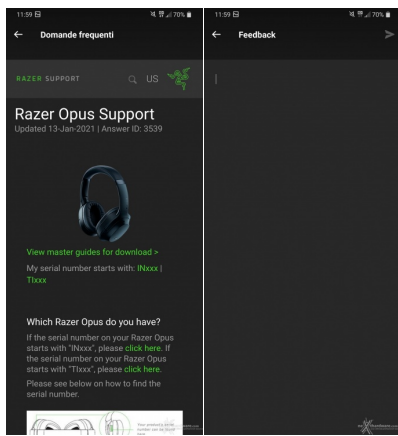 11:59
70%
← Domande frequenti
RAZER SUPPORT
US
Razer Opus Support
Updated 13-Jan-2021 | Answer ID: 3539
View master guides for download >
My serial number starts with: INxxx |
TIxxx
Which Razer Opus do you have?
If the serial number on your Razer Opus
starts with "INxxx", please click here. If
the serial number on your Razer Opus
starts with "TIxxx", please click here.
Please see below on how to find the
serial number.
11:59
70%
← Feedback